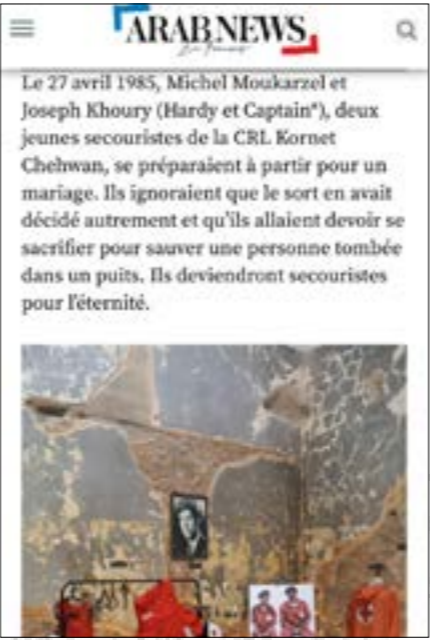 ARAB NEWS
En Français
Le 27 avril 1985, Michel Moukarzel et
Joseph Khoury (Hardy et Captain*), deux
jeunes secouristes de la CRL Kornet
Chehwan, se préparaient à partir pour un
mariage. Ils ignoraient que le sort en avait
décidé autrement et qu'ils allaient devoir se
sacrifier pour sauver une personne tombée
dans un puits. Ils deviendront secouristes
pour l'éternité.